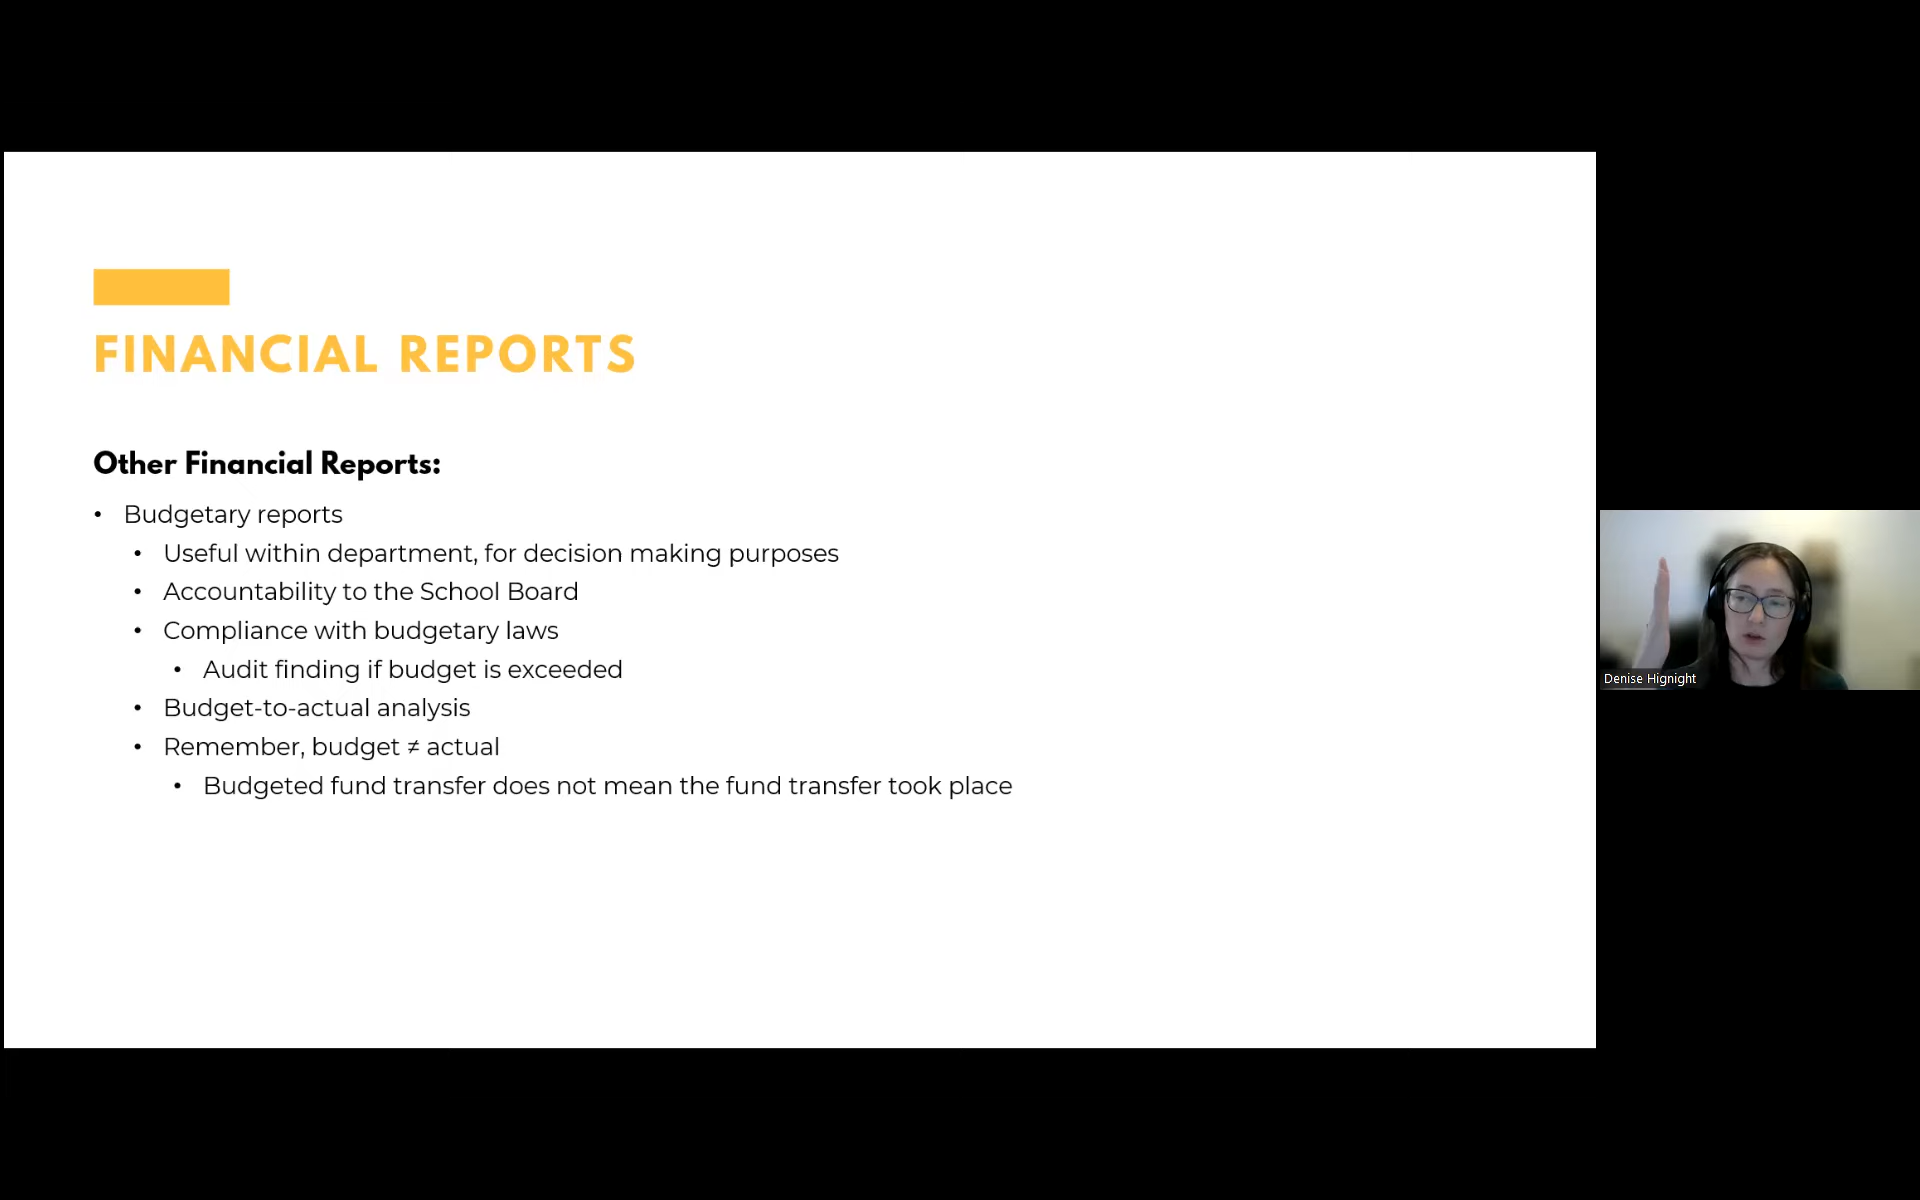 FINANCIAL REPORTS
Other Financial Reports:
• Budgetary reports
• Useful within department, for decision making purposes
• Accountability to the School Board
• Compliance with budgetary laws
• Audit finding if budget is exceeded
• Budget-to-actual analysis
• Remember, budget ≠ actual
• Budgeted fund transfer does not mean the fund transfer took place
Denise Hignight